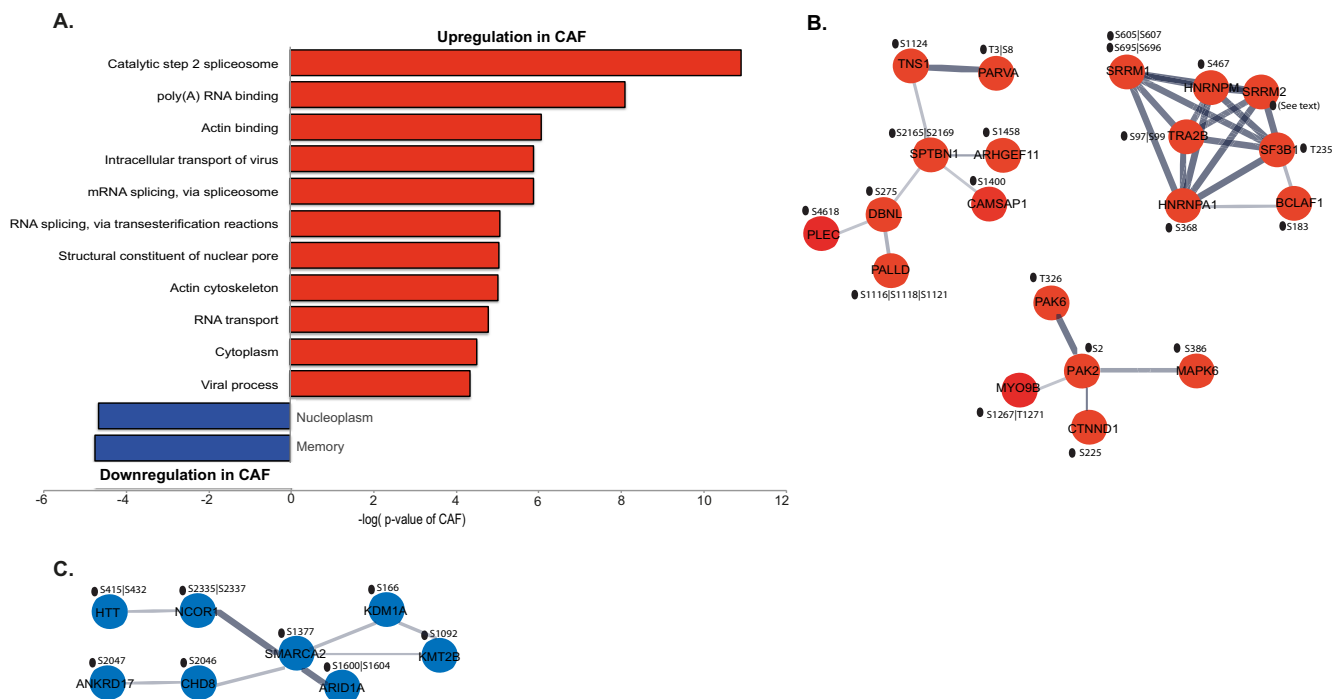 A.
Upregulation in CAF
Catalytic step 2 spliceosome
poly(A) RNA binding
Actin binding
Intracellular transport of virus
mRNA splicing, via spliceosome
RNA splicing, via transesterification reactions
Structural constituent of nuclear pore
Actin cytoskeleton
RNA transport
Cytoplasm
Viral process
Nucleoplasm
Memory
Downregulation in CAF
-6 -4 -2 0 2 4 6 8 10 12
-log( p-value of CAF)
B.
S1124
TNS1
T3|S8
PARVA
S2165|S2169
SPTBN1
S1458
ARHGEF11
S1400
CAMSAP1
S275
DBNL
S4618
PLEC
PALLD
S1116|S1118|S1121
S605|S607
S695|S696
SRRM1
S467
HNRNPM
SRRM2
(See text)
S97|S99
TRA2B
SF3B1
T235
HNRNPA1
S368
BCLAF1
S183
T326
PAK6
S2
PAK2
S386
MAPK6
MYO9B
S1267|T1271
CTNND1
S225
C.
S415|S432
HTT
S2335|S2337
NCOR1
S166
KDM1A
S1377
SMARCA2
S1092
KMT2B
S2047
ANKRD17
S2046
CHD8
S1600|S1604
ARID1A